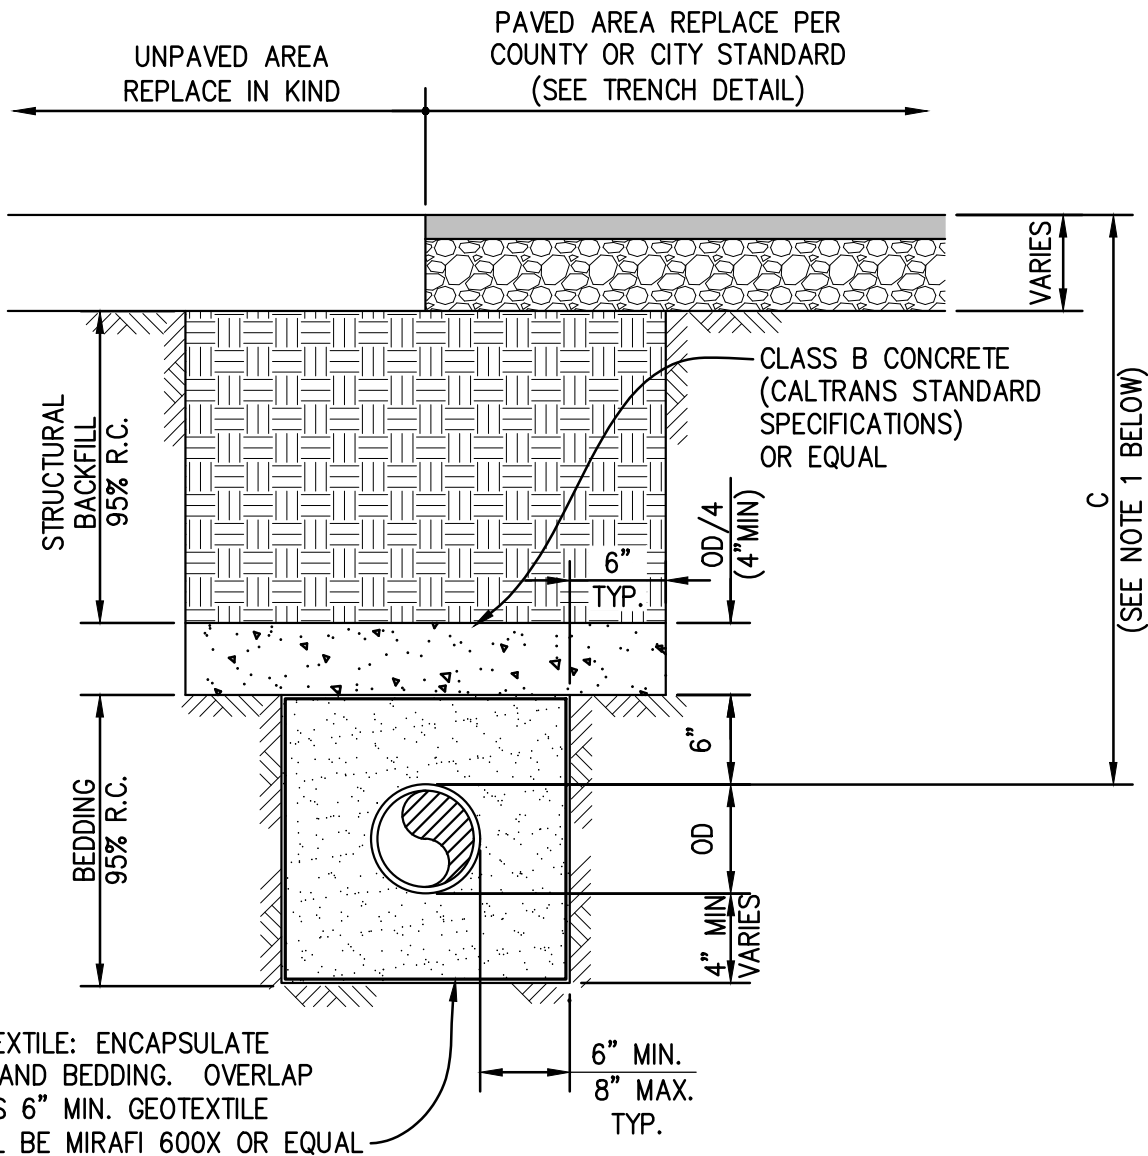 UNPAVED AREA
REPLACE IN KIND
PAVED AREA REPLACE PER
COUNTY OR CITY STANDARD
(SEE TRENCH DETAIL)
VARIES
CLASS B CONCRETE
(CALTRANS STANDARD
SPECIFICATIONS)
OR EQUAL
STRUCTURAL
BACKFILL
95% R.C.
6"
TYP.
OD/4
(4"MIN)
C
(SEE NOTE 1 BELOW)
BEDDING
95% R.C.
6"
OD
4" MIN
VARIES
EXTILE: ENCAPSULATE
AND BEDDING. OVERLAP
S 6" MIN. GEOTEXTILE
L BE MIRAFI 600X OR EQUAL
6" MIN.
8" MAX.
TYP.